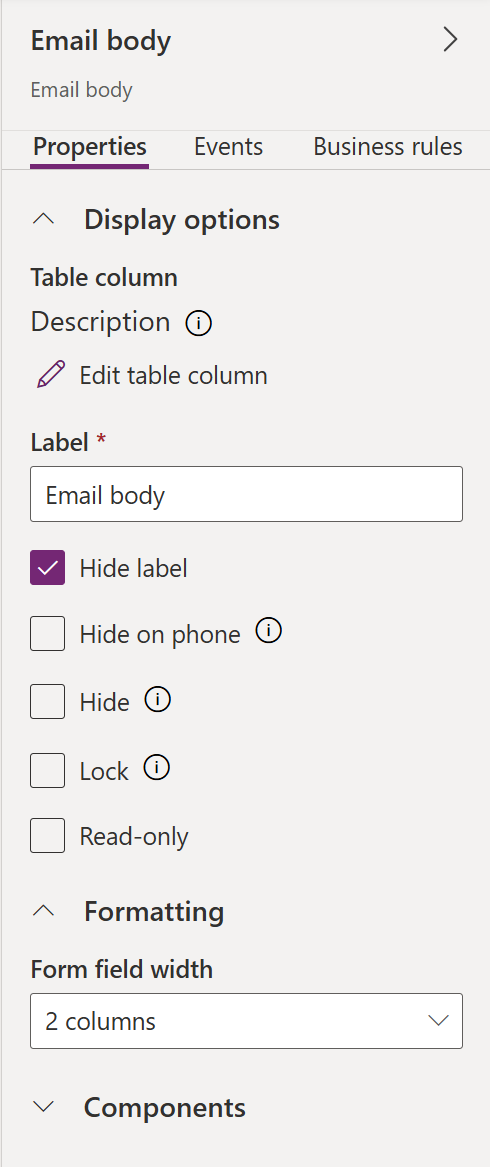 Email body
Email body
Properties Events Business rules
Display options
Table column
Description
Edit table column
Label *
Email body
Hide label
Hide on phone
Hide
Lock
Read-only
Formatting
Form field width
2 columns
Components